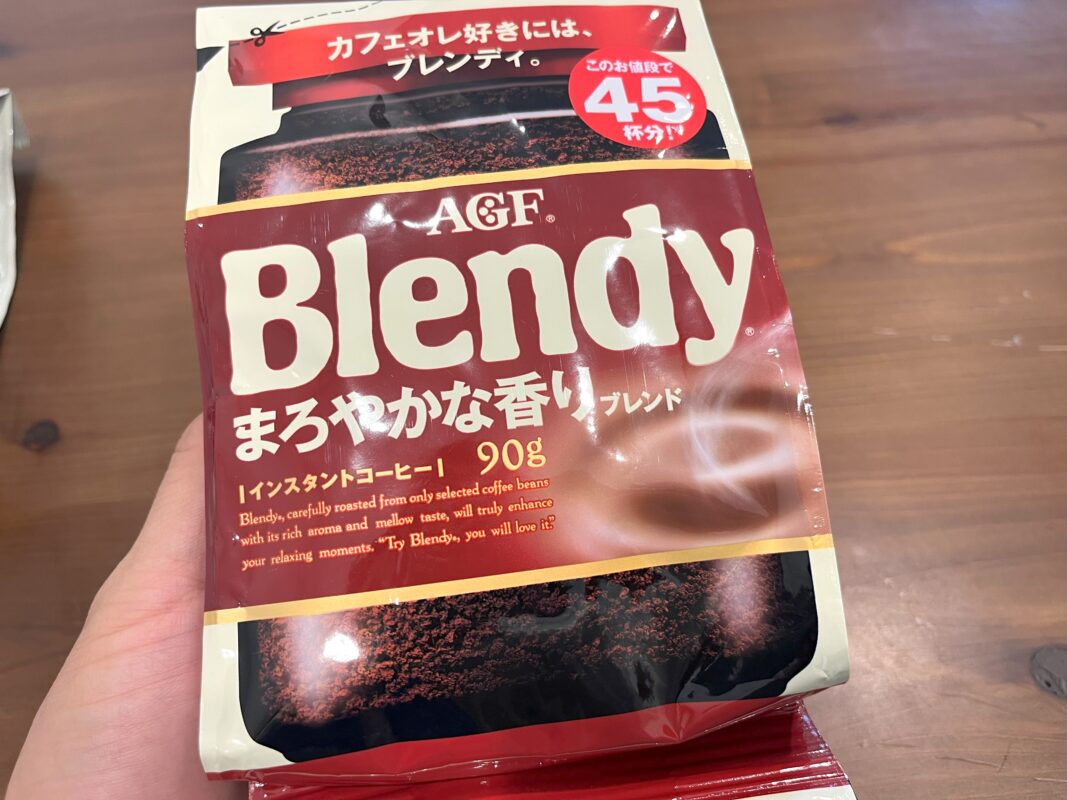 カフェオレ好きには、
ブレンディ。
このお値段で
45
杯分!
AGF®
Blendy®
まろやかな香りブレンド
インスタントコーヒー 90g
Blendy®, carefully roasted from only selected coffee beans
with its rich aroma and mellow taste, will truly enhance
your relaxing moments. “Try Blendy®, you will love it.”